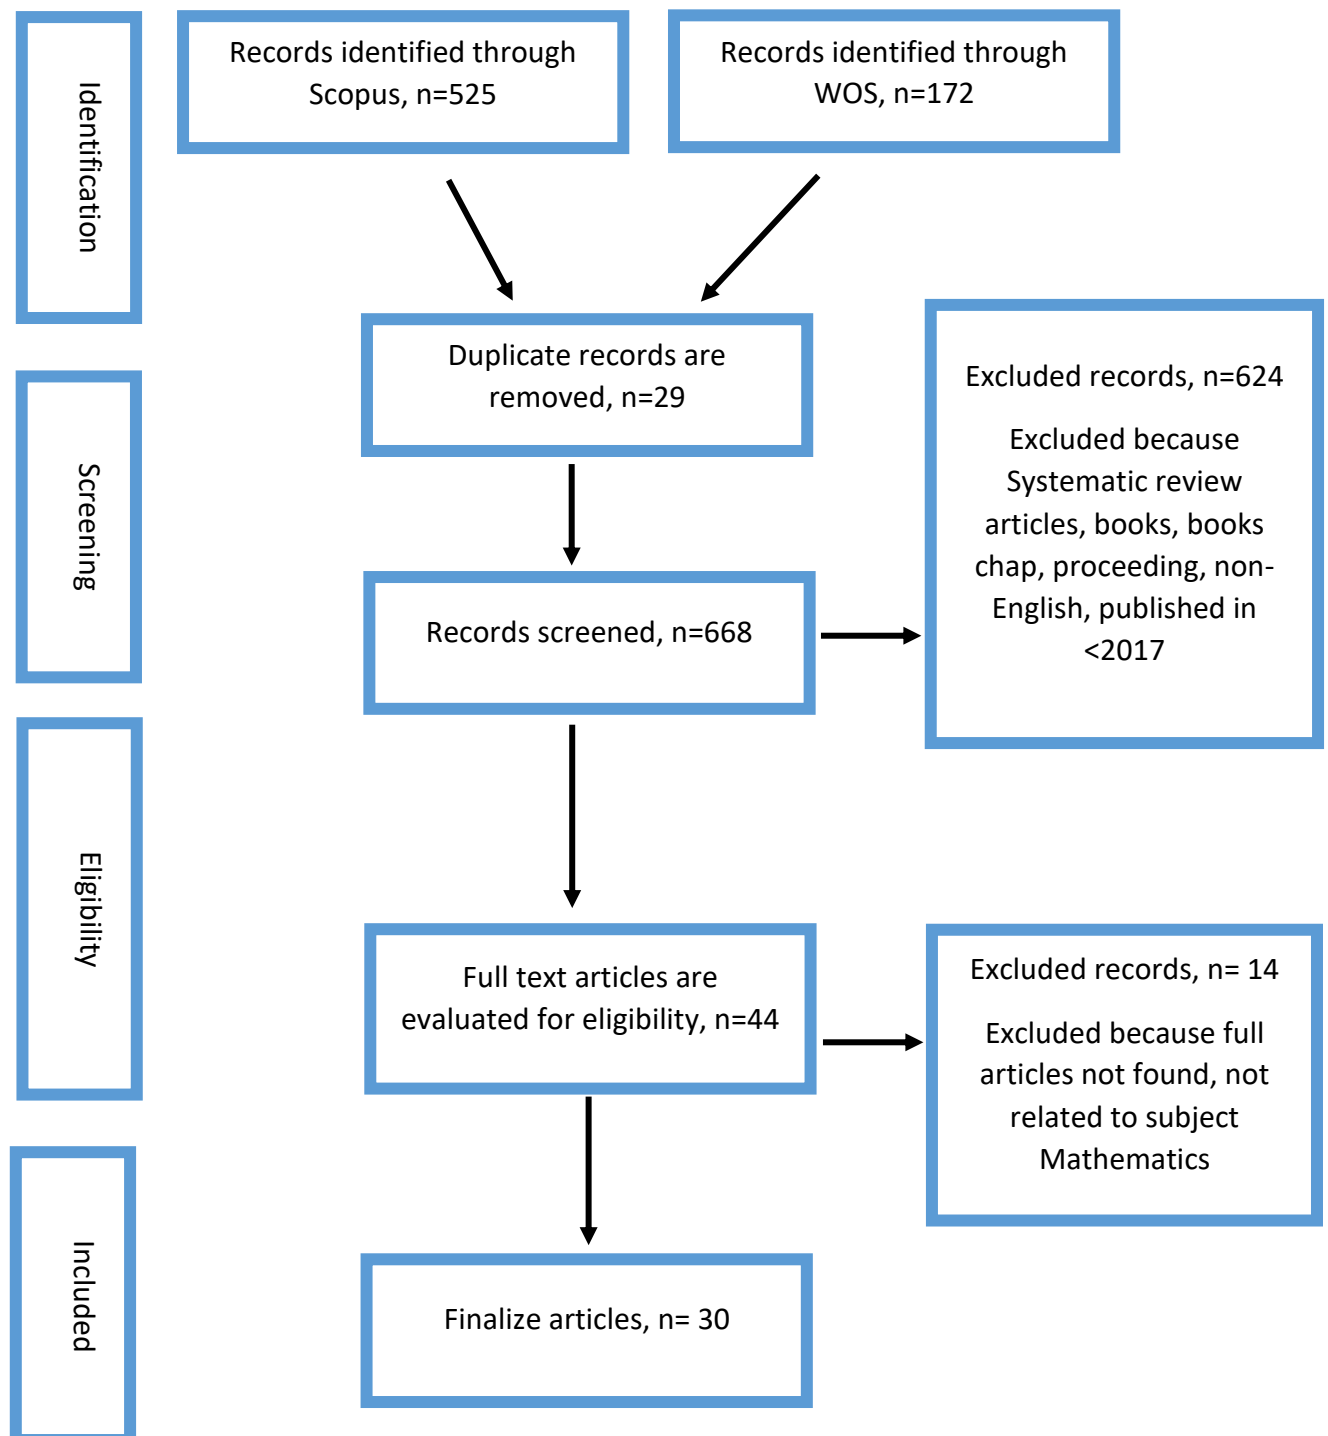 Identification
Records identified through
Scopus, n=525
Records identified through
WOS, n=172
Duplicate records are
removed, n=29
Screening
Records screened, n=668
Excluded records, n=624
Excluded because
Systematic review
articles, books, books
chap, proceeding, non-
English, published in
<2017
Eligibility
Full text articles are
evaluated for eligibility, n=44
Excluded records, n= 14
Excluded because full
articles not found, not
related to subject
Mathematics
Included
Finalize articles, n= 30